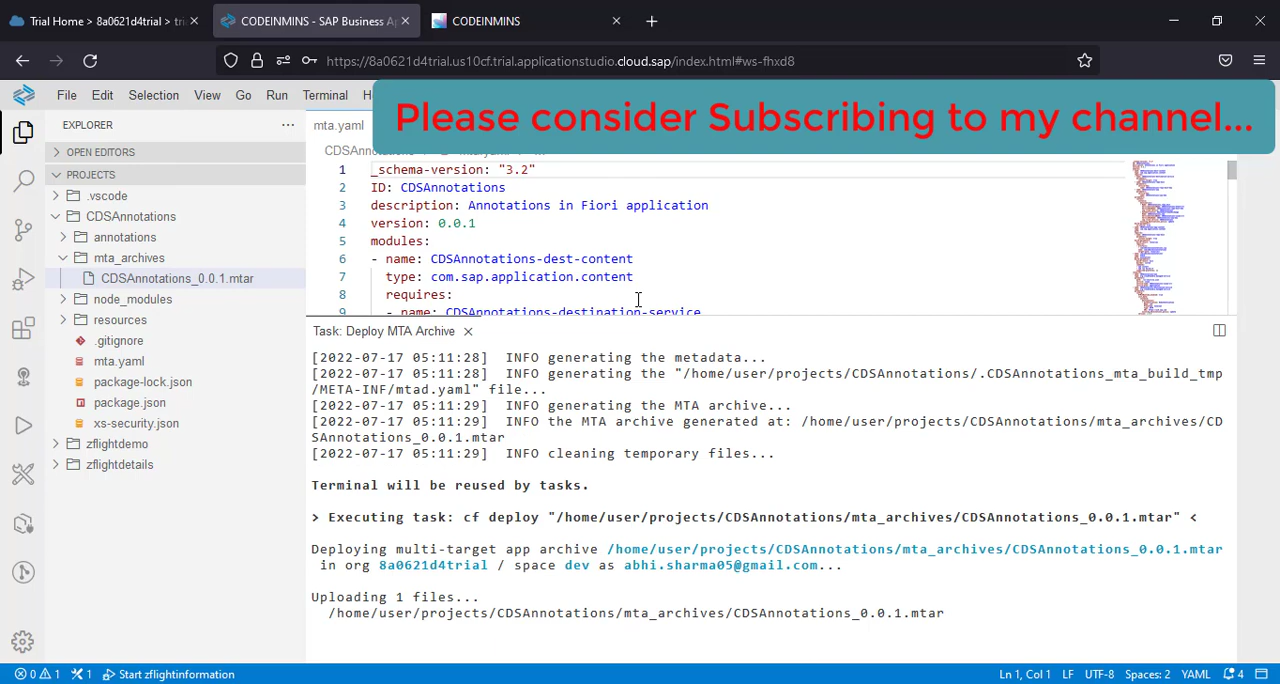 Trial Home > 8a0621d4trial > tri
CODEINMINS - SAP Business Ap
CODEINMINS
https://8a0621d4trial.us10cf.trial.applicationstudio.cloud.sap/index.html#ws-fhxd8
File Edit Selection View Go Run Terminal H
Please consider Subscribing to my channel...
EXPLORER
OPEN EDITORS
PROJECTS
.vscode
CDSAnnotations
annotations
mta_archives
CDSAnnotations_0.0.1.mtar
node_modules
resources
.gitignore
mta.yaml
package-lock.json
package.json
xs-security.json
zflightdemo
zflightdetails
mta.yaml
1 _schema-version: "3.2"
2 ID: CDSAnnotations
3 description: Annotations in Fiori application
4 version: 0.0.1
5 modules:
6 - name: CDSAnnotations-dest-content
7 type: com.sap.application.content
8 requires:
9 - name: CDSAnnotations-destination-service
Task: Deploy MTA Archive
[2022-07-17 05:11:28] INFO generating the metadata...
[2022-07-17 05:11:28] INFO generating the "/home/user/projects/CDSAnnotations/.CDSAnnotations_mta_build_tmp
/META-INF/mtad.yaml" file...
[2022-07-17 05:11:29] INFO generating the MTA archive...
[2022-07-17 05:11:29] INFO the MTA archive generated at: /home/user/projects/CDSAnnotations/mta_archives/CD
SAnnotations_0.0.1.mtar
[2022-07-17 05:11:29] INFO cleaning temporary files...
Terminal will be reused by tasks.
> Executing task: cf deploy "/home/user/projects/CDSAnnotations/mta_archives/CDSAnnotations_0.0.1.mtar" <
Deploying multi-target app archive /home/user/projects/CDSAnnotations/mta_archives/CDSAnnotations_0.0.1.mtar
in org 8a0621d4trial / space dev as abhi.sharma05@gmail.com...
Uploading 1 files...
/home/user/projects/CDSAnnotations/mta_archives/CDSAnnotations_0.0.1.mtar
0 1 1 Start zflightinformation
Ln 1, Col 1 LF UTF-8 Spaces: 2 YAML 4